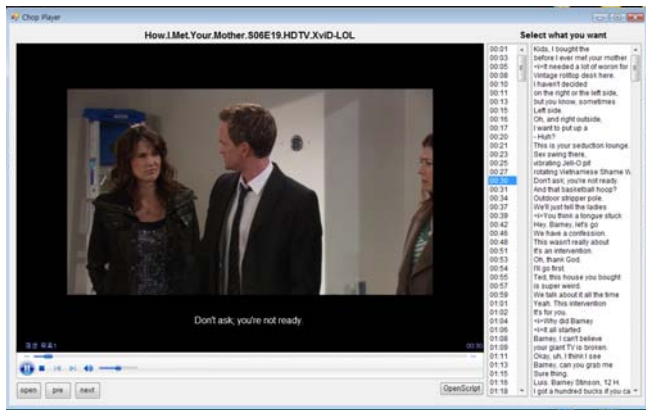 Chop Player
How.I.Met.Your.Mother.S06E19.HDTV.XviD-LOL
Select what you want
00:01 Kids, I bought the
00:03 before I ever met your mother
00:05 <i>It needed a lot of woron for
00:08 Vintage rolltop desk here.
00:10 I haven't decided
00:11 on the right or the left side,
00:13 but you know, sometimes
00:15 Left side.
00:16 Oh, and right outside,
00:17 I want to put up a
00:20 - Huh?
00:21 This is your seduction lounge.
00:23 Sex swing there,
00:25 vibrating Jell-O pit
00:27 rotating Vietnamese Shame W
00:30 Don't ask; you're not ready.
00:31 And that basketball hoop?
00:34 Outdoor stripper pole.
00:37 We'll just tell the ladies
00:39 <i>You think a tongue stuck
00:42 Hey, Barney, let's go
00:46 We have a confession.
00:48 This wasn't really about
00:51 It's an intervention.
00:53 Oh, thank God.
00:54 I'll go first.
00:55 Ted, this house you bought
00:57 is super weird.
00:59 We talk about it all the time
01:01 Yeah. This intervention
01:02 It's for you.
01:04 <i>Why did Barney
01:06 <i>It all started
01:08 Barney, I can't believe
01:09 your giant TV is broken.
01:11 Okay, uh, I think I see
01:13 Barney, can you grab me
01:15 Sure thing.
01:16 Luis. Barney Stinson, 12 H.
01:18 I got a hundred bucks if you ca
Don't ask; you're not ready.
00:30
open
pre
next
OpenScript